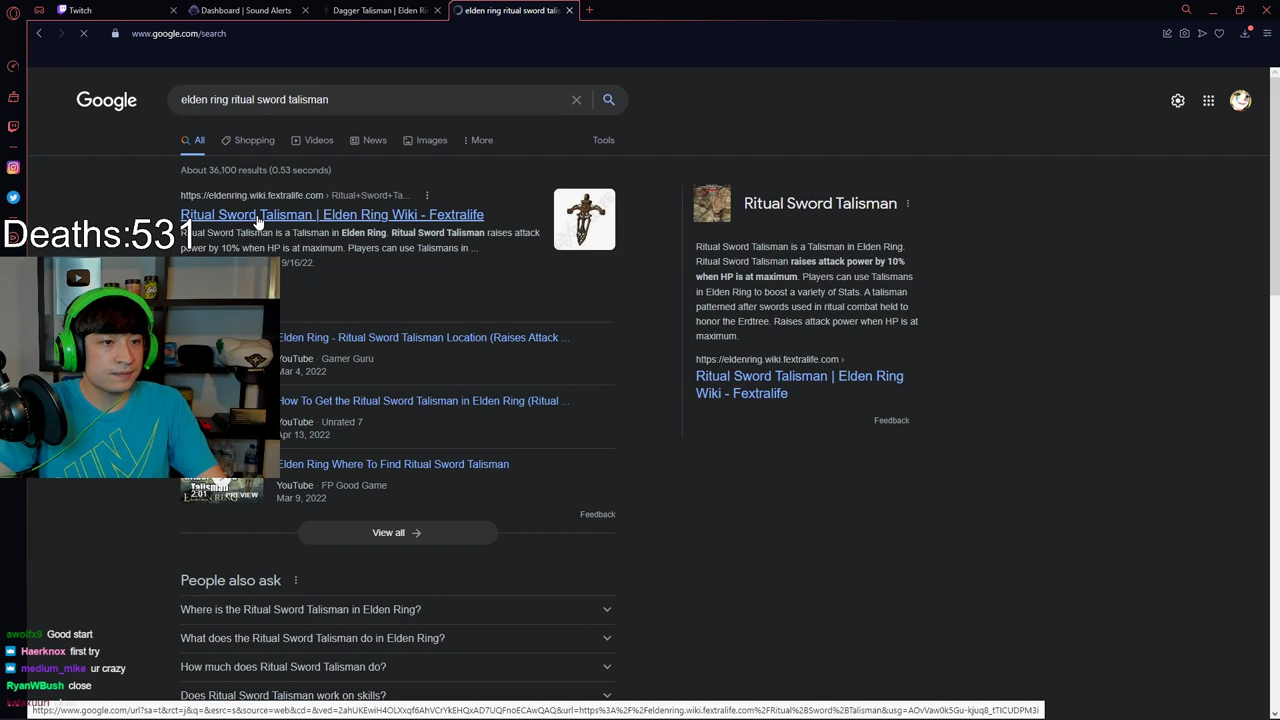 Twitch
Dashboard | Sound Alerts
Dagger Talisman | Elden Ri
elden ring ritual sword talis
www.google.com/search
Google
elden ring ritual sword talisman
All
Shopping
Videos
News
Images
More
Tools
About 36,100 results (0.53 seconds)
https://eldenring.wiki.fextralife.com › Ritual+Sword+Ta...
Ritual Sword Talisman | Elden Ring Wiki - Fextralife
Ritual Sword Talisman is a Talisman in Elden Ring. Ritual Sword Talisman raises attack
power by 10% when HP is at maximum. Players can use Talismans in ...
9/16/22.
Deaths:531
Elden Ring - Ritual Sword Talisman Location (Raises Attack ...
YouTube · Gamer Guru
Mar 4, 2022
How To Get the Ritual Sword Talisman in Elden Ring (Ritual ...
YouTube · Unrated 7
Apr 13, 2022
Elden Ring Where To Find Ritual Sword Talisman
YouTube · FP Good Game
Mar 9, 2022
Talisman
2:01
PREVIEW
Feedback
View all
People also ask
Where is the Ritual Sword Talisman in Elden Ring?
What does the Ritual Sword Talisman do in Elden Ring?
How much does Ritual Sword Talisman do?
Does Ritual Sword Talisman work on skills?
Ritual Sword Talisman
Ritual Sword Talisman is a Talisman in Elden Ring.
Ritual Sword Talisman raises attack power by 10%
when HP is at maximum. Players can use Talismans
in Elden Ring to boost a variety of Stats. A talisman
patterned after swords used in ritual combat held to
honor the Erdtree. Raises attack power when HP is at
maximum.
https://eldenring.wiki.fextralife.com ›
Ritual Sword Talisman | Elden Ring
Wiki - Fextralife
Feedback
awolfx9 Good start
Haerknox first try
medium_mike ur crazy
RyanWBush close